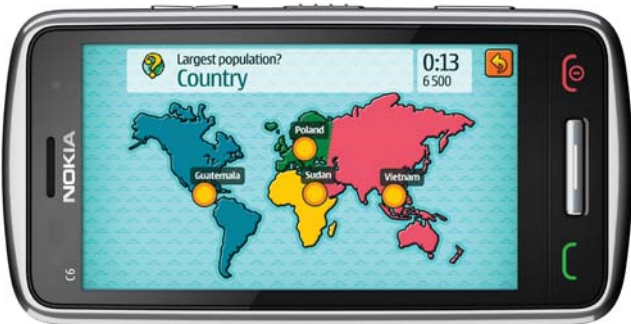 Largest population?
Country
0:13
6 500
Poland
Guatemala
Sudan
Vietnam
NOKIA
C6